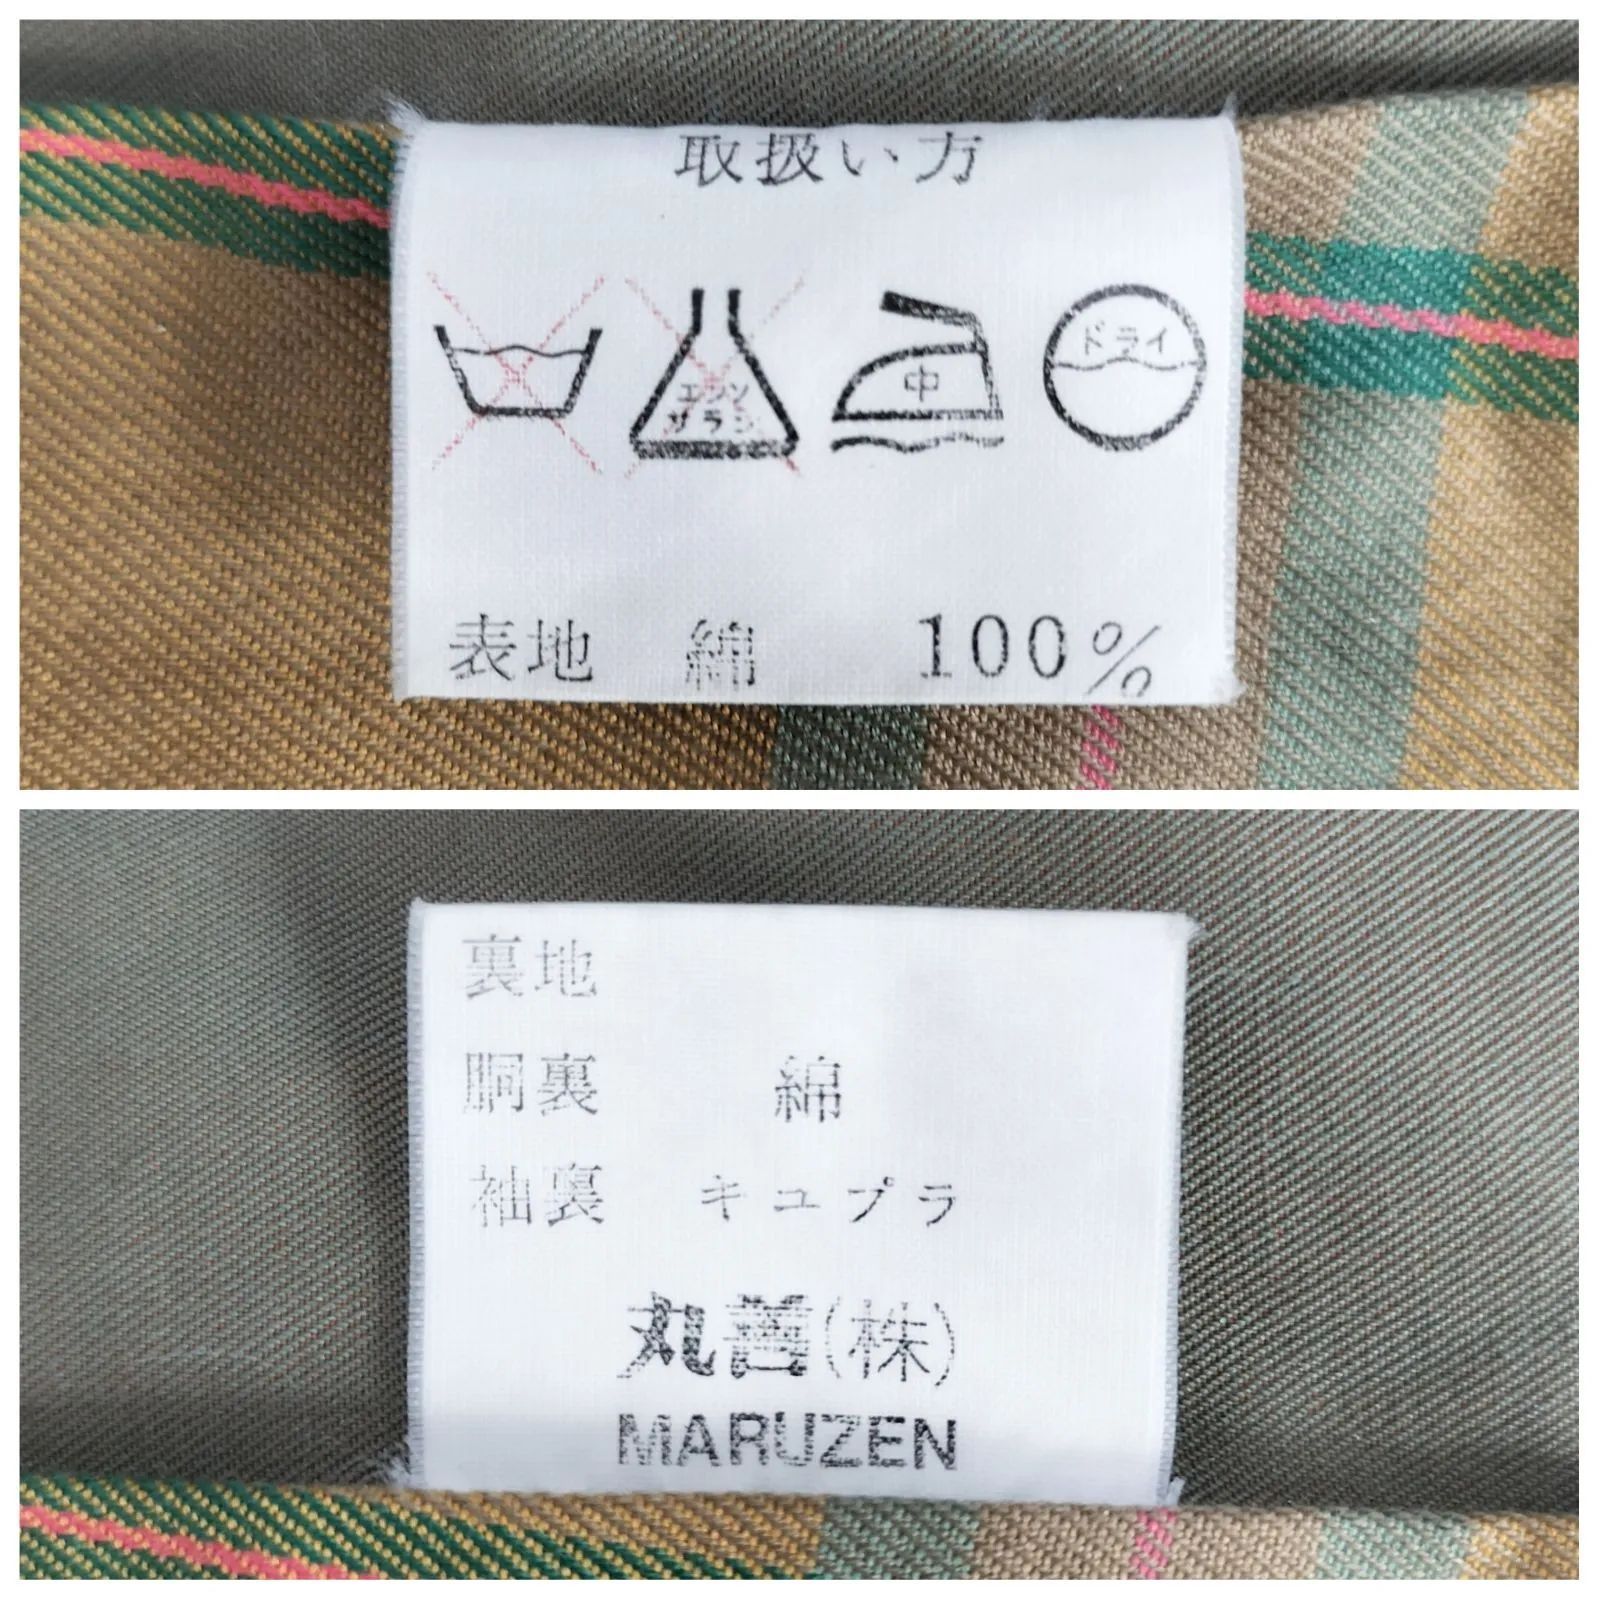 取扱い方
エンソ
サラシ
中
ドライ
表地 綿 100%
裏地
胴裏 綿
袖裏 キュプラ
丸善(株)
MARUZEN